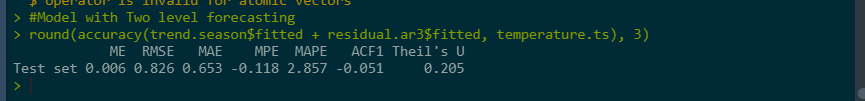 $ operator is invalid for atomic vectors
> #Model with Two level forecasting
> round(accuracy(trend.season$fitted + residual.ar3$fitted, temperature.ts), 3)
ME RMSE MAE MPE MAPE ACF1 Theil's U
Test set 0.006 0.826 0.653 -0.118 2.857 -0.051 0.205
>